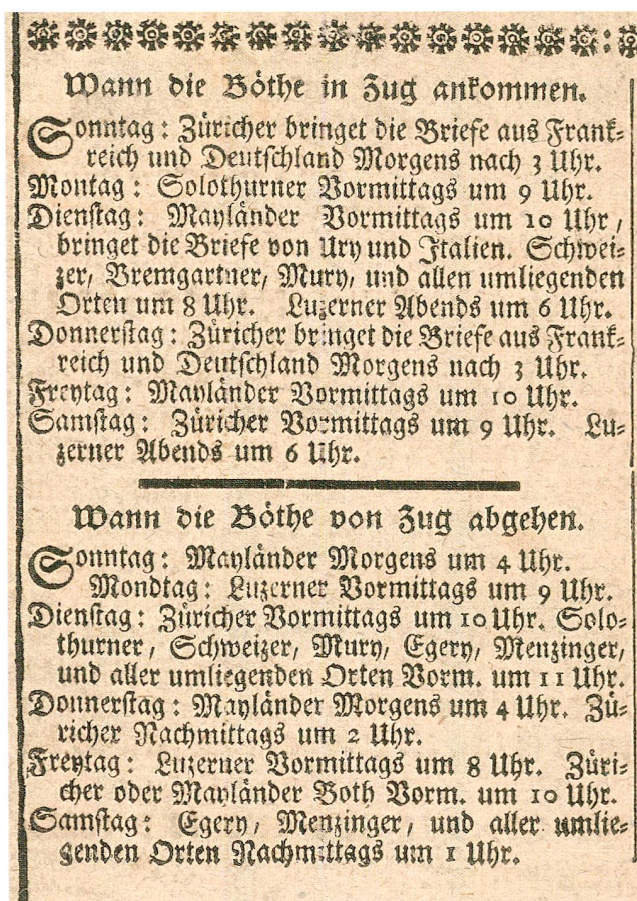 Wann die Böthe in Zug ankommen.
Sonntag: Züricher bringet die Briefe aus Frank-
reich und Deutschland Morgens nach 3 Uhr.
Montag: Solothurner Vormittags um 9 Uhr.
Dienstag: Mayländer Vormittags um 10 Uhr,
bringet die Briefe von Ury und Italien. Schwei-
zer, Bremgartner, Mury, und allen umliegenden
Orten um 8 Uhr. Luzerner Abends um 6 Uhr.
Donnerstag: Züricher bringet die Briefe aus Frank-
reich und Deutschland Morgens nach 3 Uhr.
Freytag: Mayländer Vormittags um 10 Uhr.
Samstag: Züricher Vormittags um 9 Uhr. Lu-
zerner Abends um 6 Uhr.
Wann die Böthe von Zug abgehen.
Sonntag: Mayländer Morgens um 4 Uhr.
Mondtag: Luzerner Vormittags um 9 Uhr.
Dienstag: Züricher Vormittags um 10 Uhr. Solo-
thurner, Schweizer, Mury, Egery, Menzinger,
und aller umliegenden Orten Vorm. um 11 Uhr.
Donnerstag: Mayländer Morgens um 4 Uhr. Zü-
richer Nachmittags um 2 Uhr.
Freytag: Luzerner Vormittags um 8 Uhr. Züri-
cher oder Mayländer Both Vorm. um 10 Uhr.
Samstag: Egery, Menzinger, und aller umlie-
genden Orten Nachmittags um 1 Uhr.